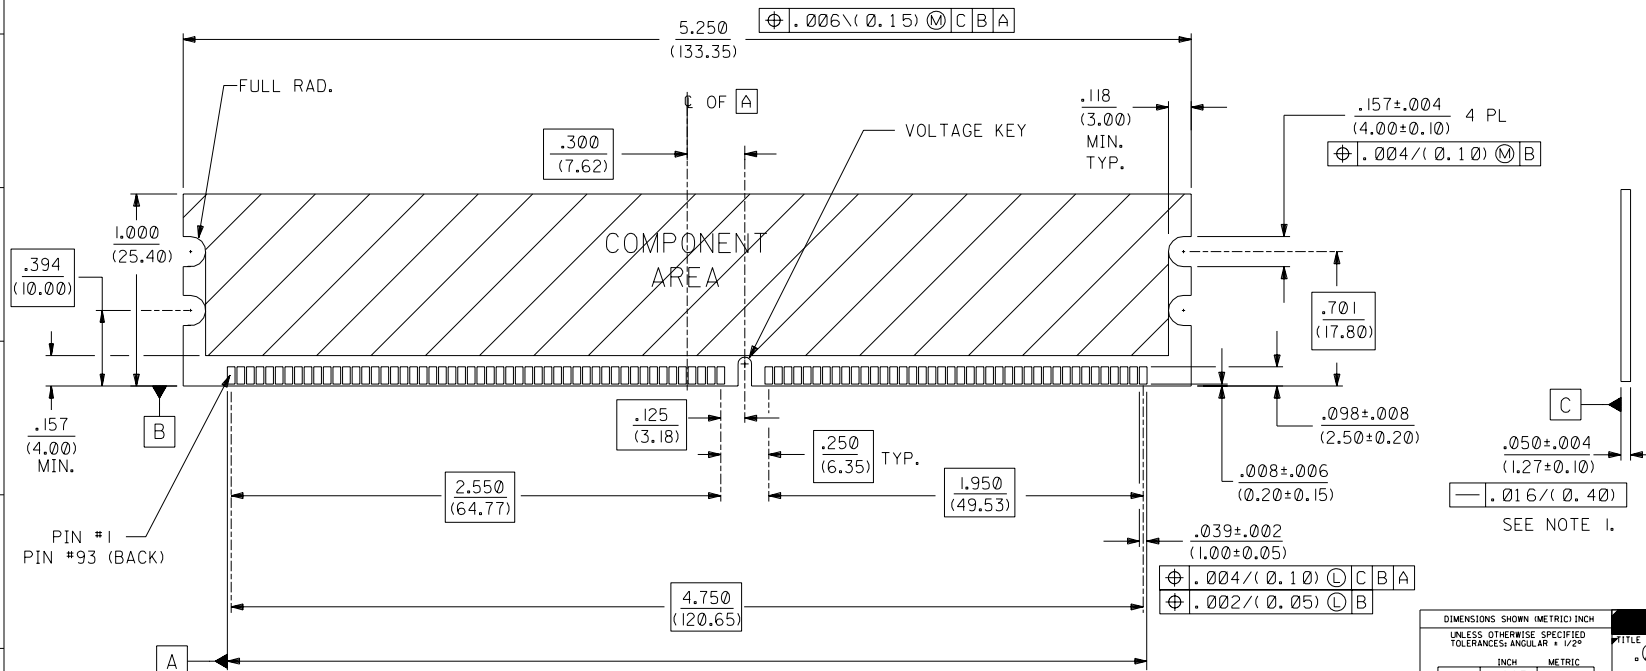 5.250
(133.35)
⌖ .006\(0.15) Ⓜ C B A
FULL RAD.
℄ OF A
.300
(7.62)
VOLTAGE KEY
.118
(3.00)
MIN.
TYP.
.157±.004
(4.00±0.10)
4 PL
⌖ .004/(0.10) Ⓜ B
1.000
(25.40)
COMPONENT
AREA
.394
(10.00)
.701
(17.80)
B
.157
(4.00)
MIN.
.125
(3.18)
.250
(6.35)
TYP.
.098±.008
(2.50±0.20)
C
.050±.004
(1.27±0.10)
.008±.006
(0.20±0.15)
— .016/(0.40)
SEE NOTE 1.
2.550
(64.77)
1.950
(49.53)
PIN #1
PIN #93 (BACK)
.039±.002
(1.00±0.05)
⌖ .004/(0.10) Ⓛ C B A
⌖ .002/(0.05) Ⓛ B
4.750
(120.65)
A
DIMENSIONS SHOWN (METRIC) INCH
UNLESS OTHERWISE SPECIFIED
TOLERANCES: ANGULAR ± 1/2°
INCH METRIC
TITLE